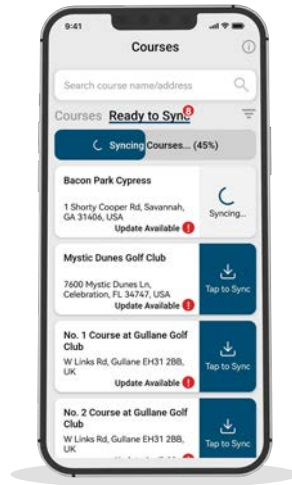 9:41
Courses
Search course name/address
Courses Ready to Sync 8
Syncing Courses... (45%)
Bacon Park Cypress
1 Shorty Cooper Rd, Savannah,
GA 31406, USA
Update Available !
Syncing...
Mystic Dunes Golf Club
7600 Mystic Dunes Ln,
Celebration, FL 34747, USA
Update Available !
Tap to Sync
No. 1 Course at Gullane Golf
Club
W Links Rd, Gullane EH31 2BB,
UK
Update Available !
Tap to Sync
No. 2 Course at Gullane Golf
Club
W Links Rd, Gullane EH31 2BB,
UK
Tap to Sync